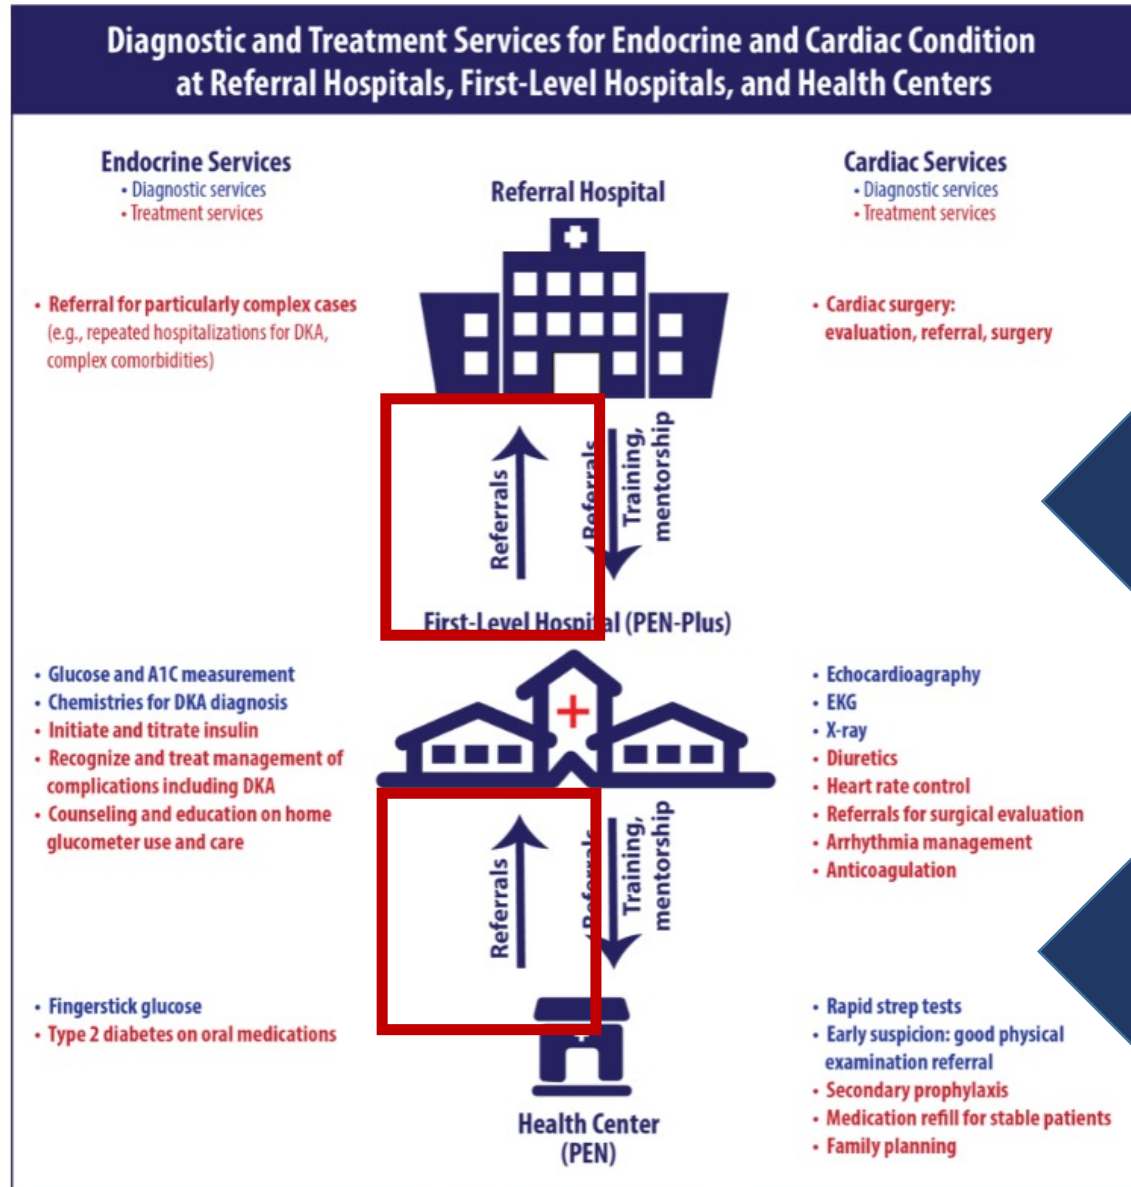 Diagnostic and Treatment Services for Endocrine and Cardiac Condition
at Referral Hospitals, First-Level Hospitals, and Health Centers
Endocrine Services
• Diagnostic services
• Treatment services
Referral Hospital
Cardiac Services
• Diagnostic services
• Treatment services
• Referral for particularly complex cases
(e.g., repeated hospitalizations for DKA,
complex comorbidities)
• Cardiac surgery:
evaluation, referral, surgery
Referrals
Referrals
Training,
mentorship
First-Level Hospital (PEN-Plus)
• Glucose and A1C measurement
• Chemistries for DKA diagnosis
• Initiate and titrate insulin
• Recognize and treat management of
complications including DKA
• Counseling and education on home
glucometer use and care
• Echocardioagraphy
• EKG
• X-ray
• Diuretics
• Heart rate control
• Referrals for surgical evaluation
• Arrhythmia management
• Anticoagulation
Referrals
Referrals
Training,
mentorship
• Fingerstick glucose
• Type 2 diabetes on oral medications
Health Center
(PEN)
• Rapid strep tests
• Early suspicion: good physical
examination referral
• Secondary prophylaxis
• Medication refill for stable patients
• Family planning